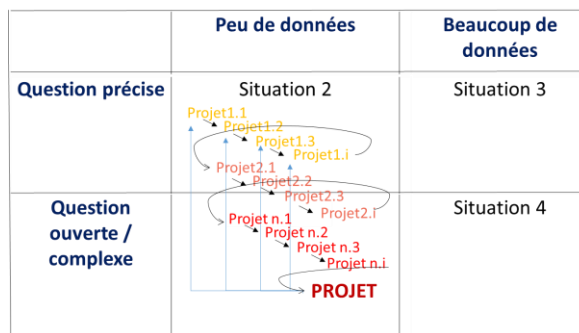 Peu de données
Beaucoup de
données
Question précise
Situation 2
Situation 3
Projet1.1
Projet1.2
Projet1.3
Projet1.i
Projet2.1
Projet2.2
Projet2.3
Projet2.i
Question
ouverte /
complexe
Situation 4
Projet n.1
Projet n.2
Projet n.3
Projet n.i
PROJET